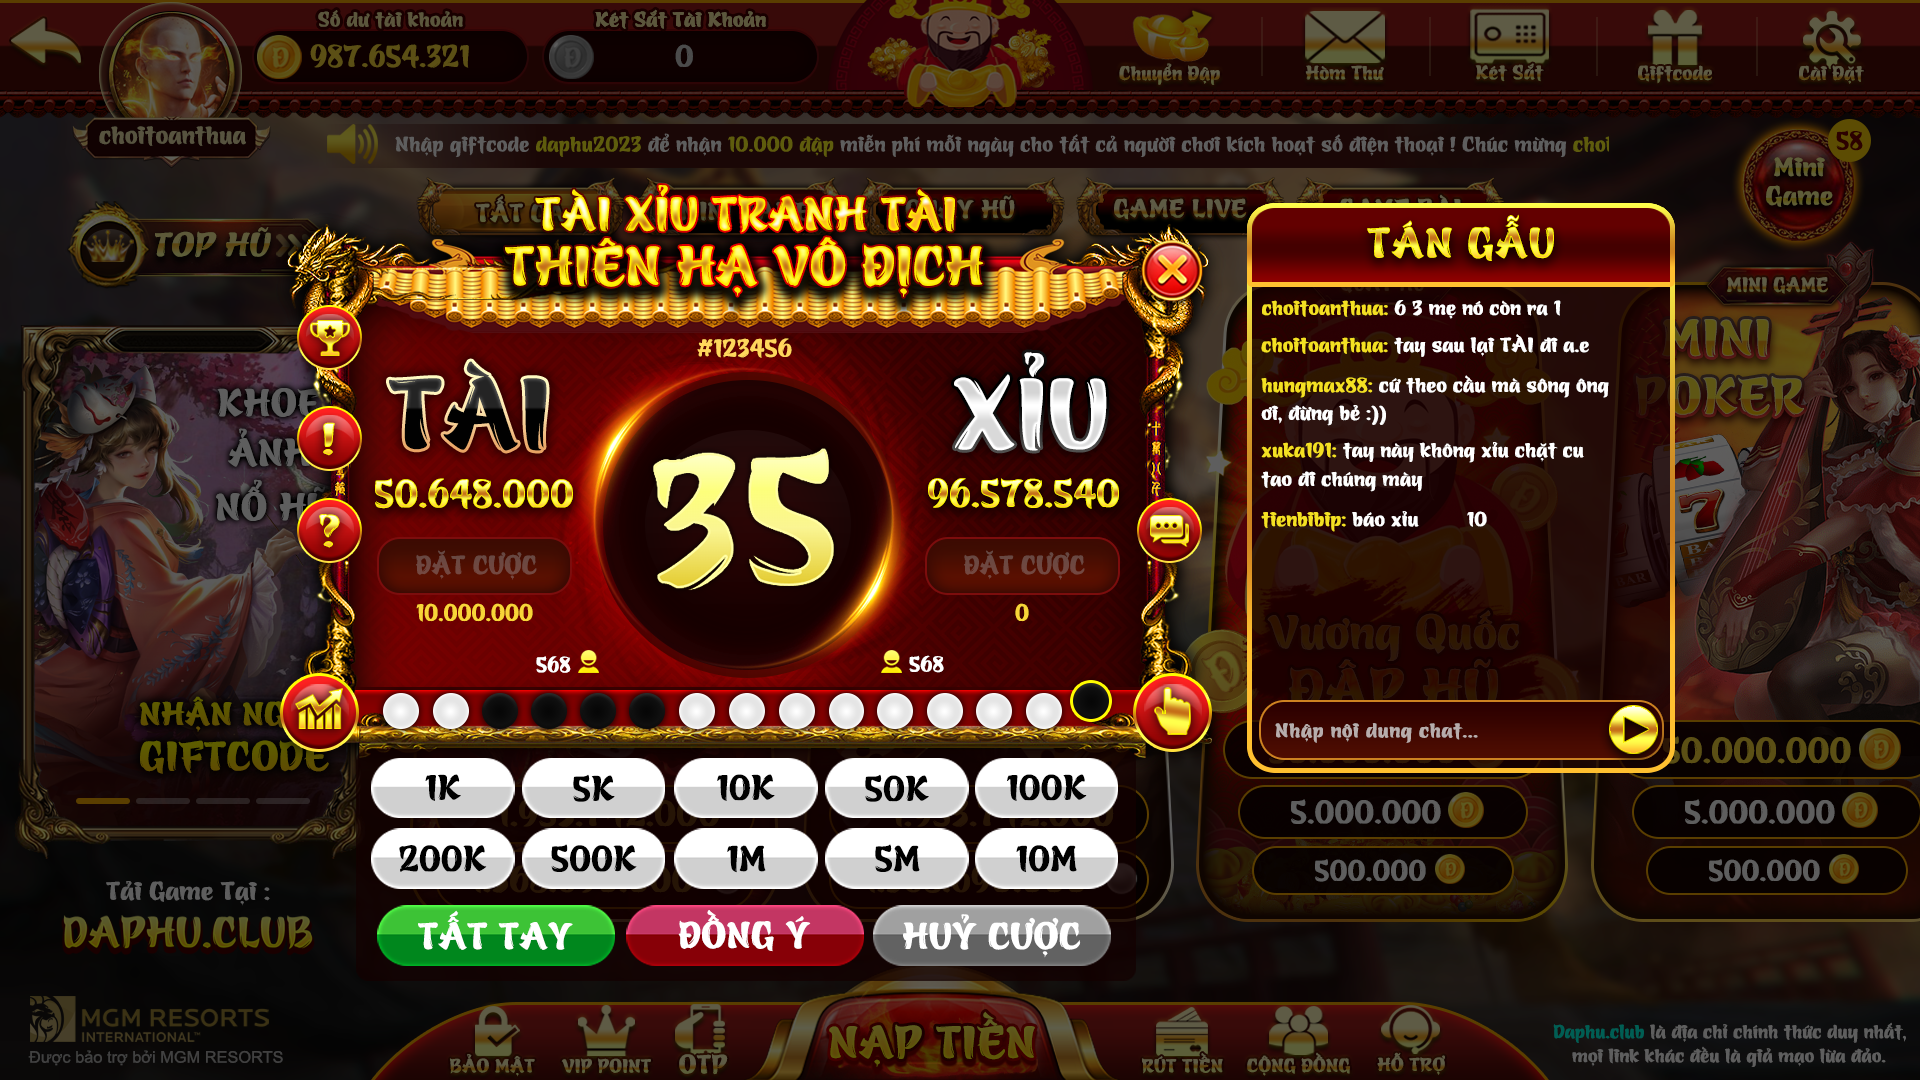 Số dư tài khoản
987.654.321
Két Sắt Tài Khoản
0
Chuyển Đập
Hòm Thư
Két Sắt
Giftcode
Cài Đặt
choitoanthua
Nhập giftcode daphu2023 để nhận 10.000 đập miễn phí mỗi ngày cho tất cả người chơi kích hoạt số điện thoại ! Chúc mừng choi
58
Mini
Game
TOP HŨ
TẤT
HŨ
GAME LIVE
TÀI XỈU TRANH TÀI
THIÊN HẠ VÔ ĐỊCH
#123456
TÀI
50.648.000
ĐẶT CƯỢC
10.000.000
568
35
XỈU
96.578.540
ĐẶT CƯỢC
0
568
1K
5K
10K
50K
100K
200K
500K
1M
5M
10M
TẤT TAY
ĐỒNG Ý
HUỶ CƯỢC
TÁN GẪU
choitoanthua: 6 3 mẹ nó còn ra 1
choitoanthua: tay sau lại TÀI đi a.e
hungmax88: cứ theo cầu mà sông ông
ơi, đừng bẻ :))
xuka191: tay này không xỉu chặt cu
tao đi chúng mày
tienbibip: báo xỉu 10
Nhập nội dung chat...
Vương Quốc
ĐẬP HŨ
5.000.000
500.000
MINI GAME
MINI
POKER
7
BAR
0.000.000
5.000.000
500.000
KHOE
ẢNH
NỔ HŨ
NHẬN
GIFTCODE
Tải Game Tại :
DAPHU.CLUB
MGM RESORTS
INTERNATIONAL™
Được bảo trợ bởi MGM RESORTS
BẢO MẬT
VIP POINT
OTP
NẠP TIỀN
RÚT TIỀN
CỘNG ĐỒNG
HỖ TRỢ
Daphu.club là địa chỉ chính thức duy nhất,
mọi link khác đều là giả mạo lừa đảo.